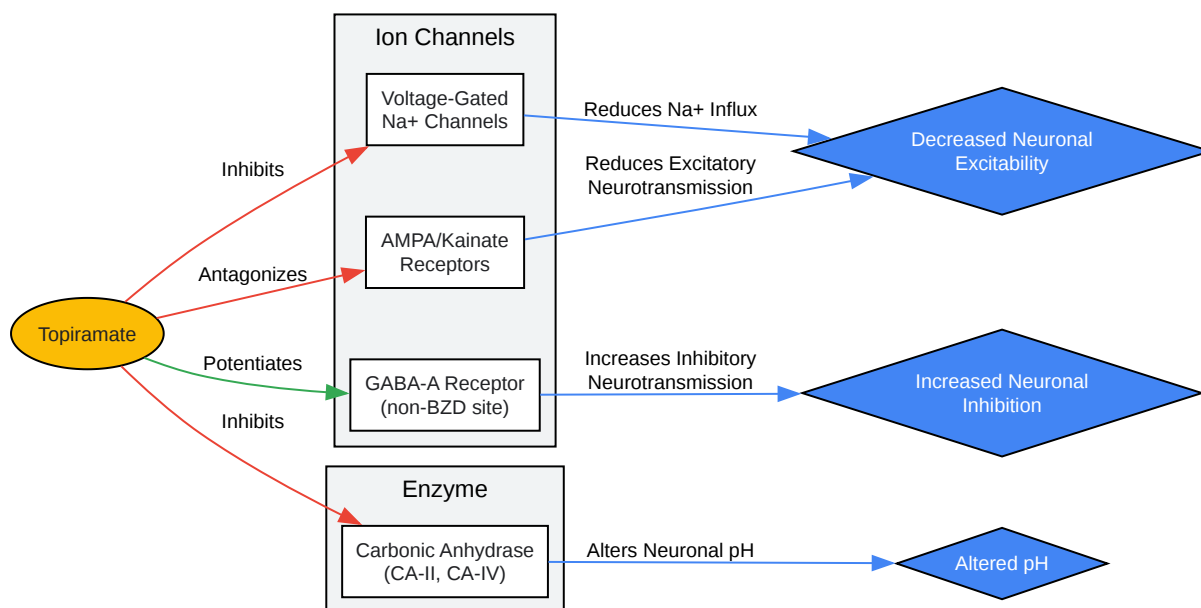 Ion Channels
Voltage-Gated
Na+ Channels
Reduces Na+ Influx
Decreased Neuronal
Excitability
Inhibits
Reduces Excitatory
Neurotransmission
AMPA/Kainate
Receptors
Antagonizes
Topiramate
Potentiates
GABA-A Receptor
(non-BZD site)
Increases Inhibitory
Neurotransmission
Increased Neuronal
Inhibition
Inhibits
Enzyme
Carbonic Anhydrase
(CA-II, CA-IV)
Alters Neuronal pH
Altered pH